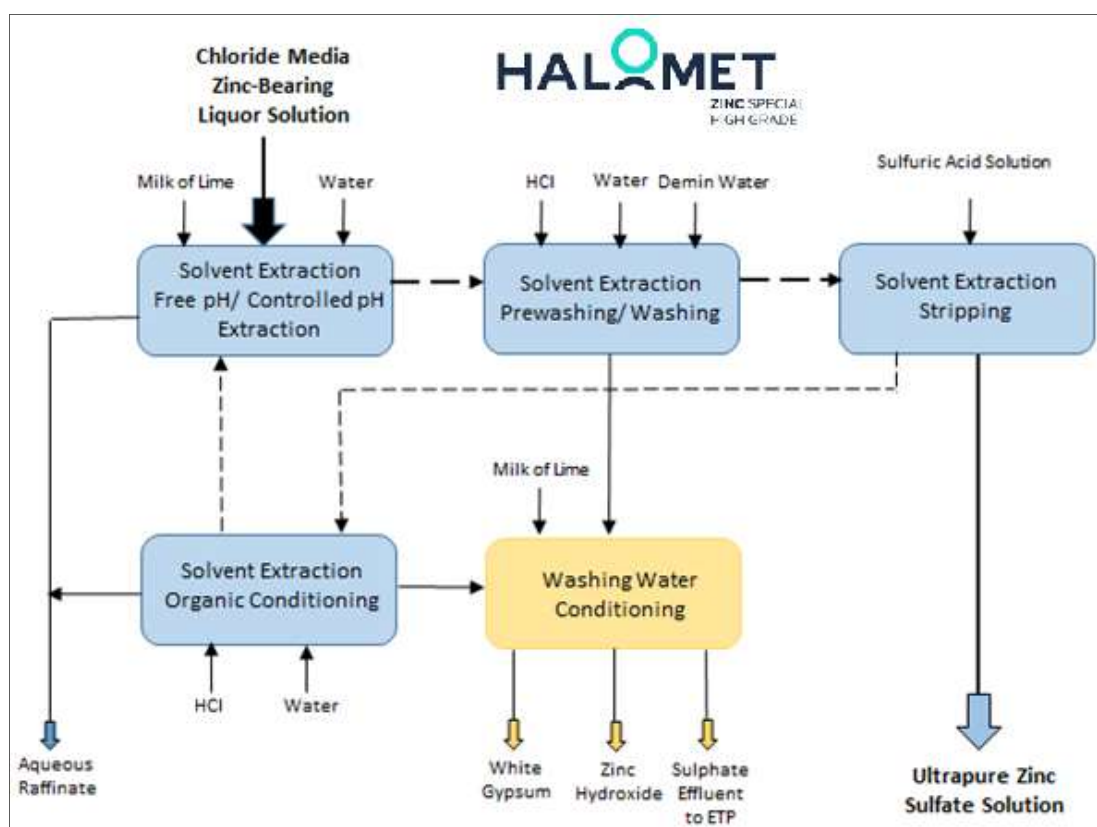 Chloride Media
Zinc-Bearing
Liquor Solution
HALOMET
ZINC SPECIAL
HIGH GRADE
Milk of Lime
Water
HCl
Water
Demin Water
Sulfuric Acid Solution
Solvent Extraction
Free pH/ Controlled pH
Extraction
Solvent Extraction
Prewashing/ Washing
Solvent Extraction
Stripping
Milk of Lime
Solvent Extraction
Organic Conditioning
Washing Water
Conditioning
HCl
Water
Aqueous
Raffinate
White
Gypsum
Zinc
Hydroxide
Sulphate
Effluent
to ETP
Ultrapure Zinc
Sulfate Solution